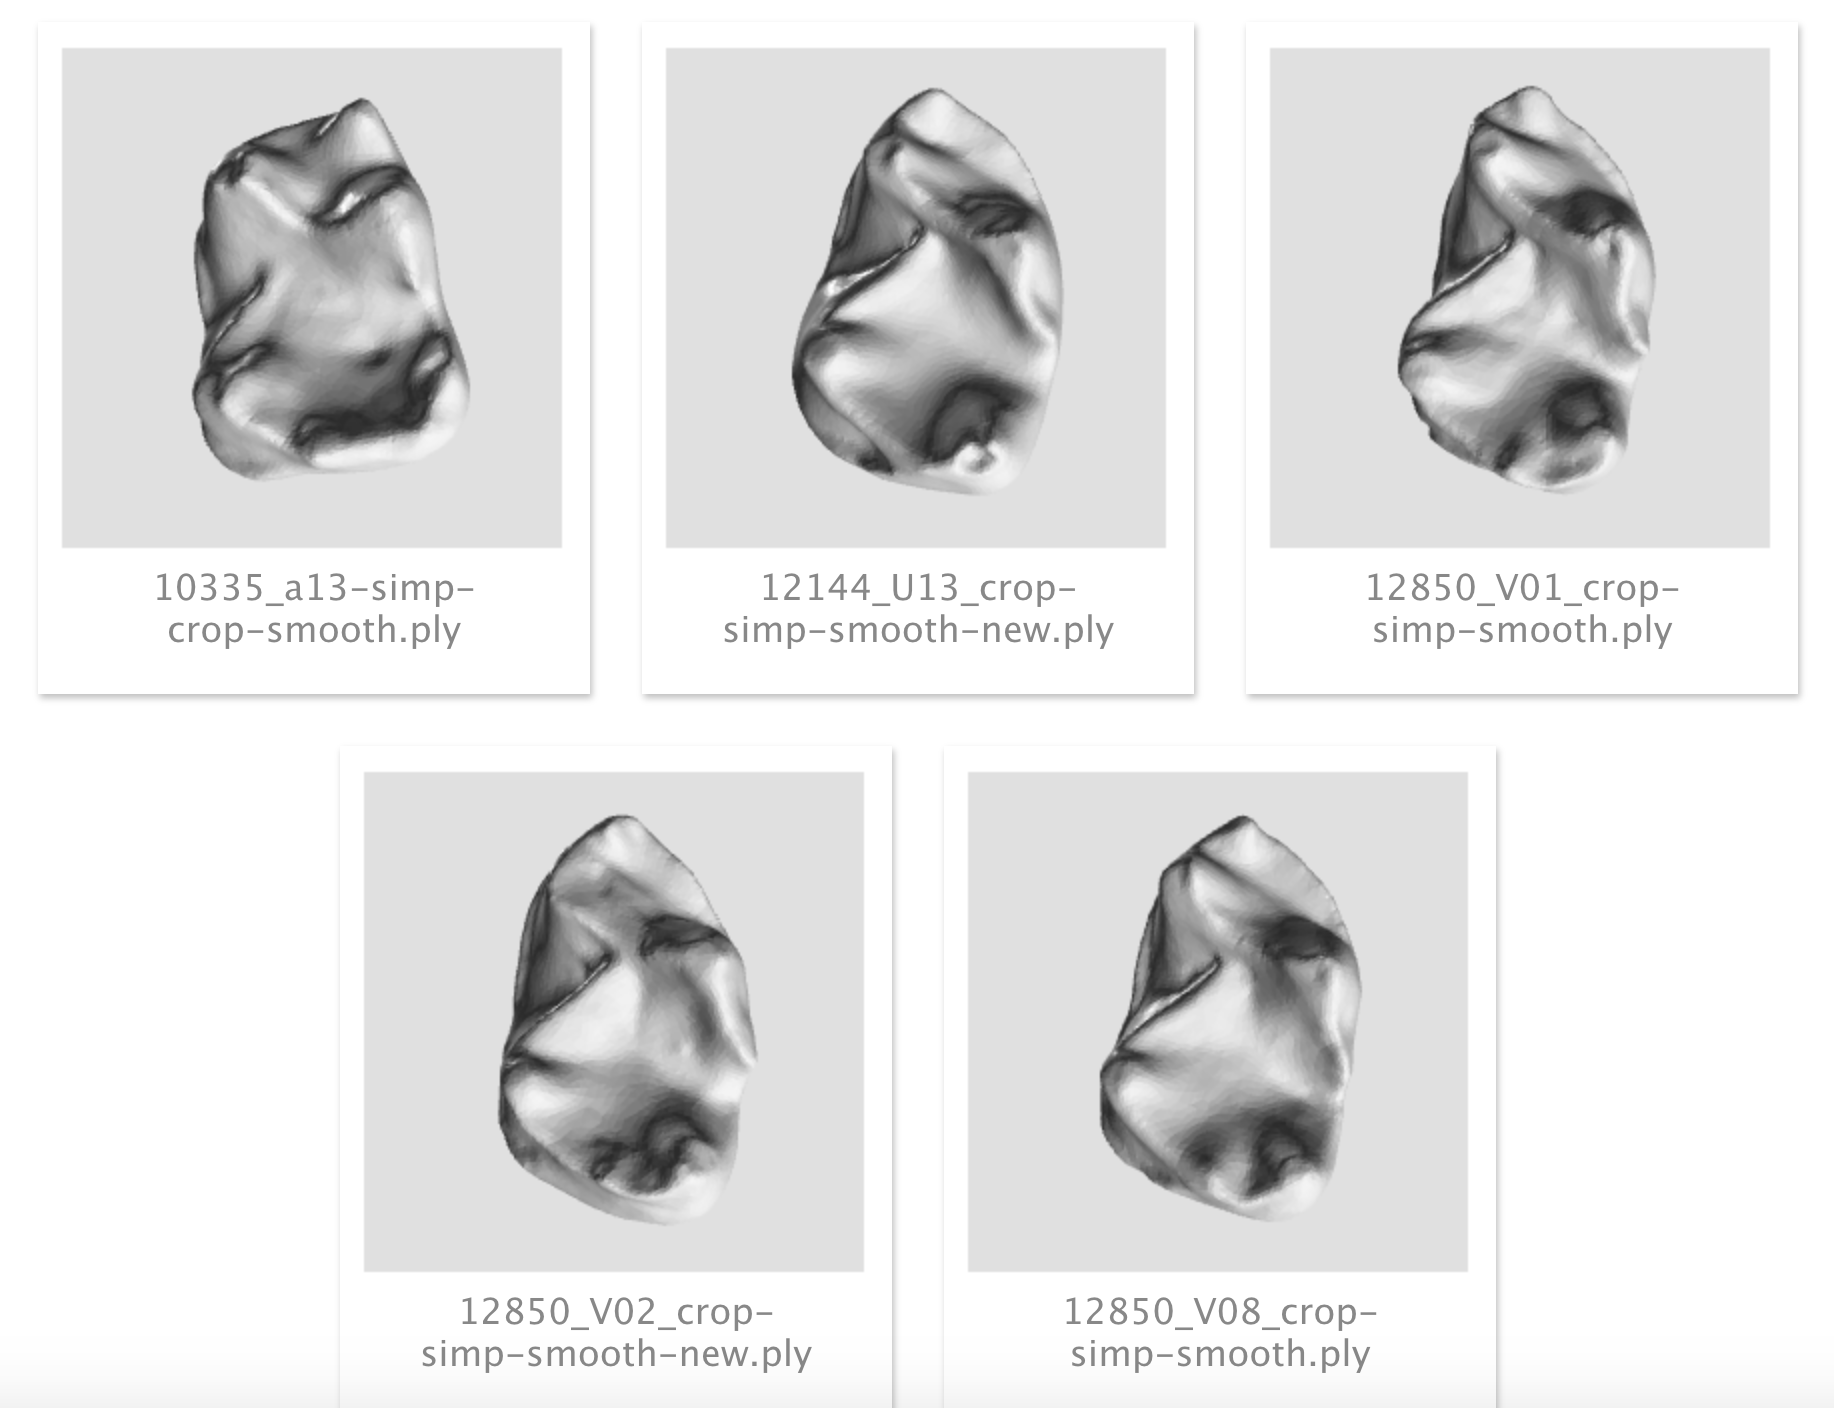 10335_a13-simp-
crop-smooth.ply
12144_U13_crop-
simp-smooth-new.ply
12850_V01_crop-
simp-smooth.ply
12850_V02_crop-
simp-smooth-new.ply
12850_V08_crop-
simp-smooth.ply